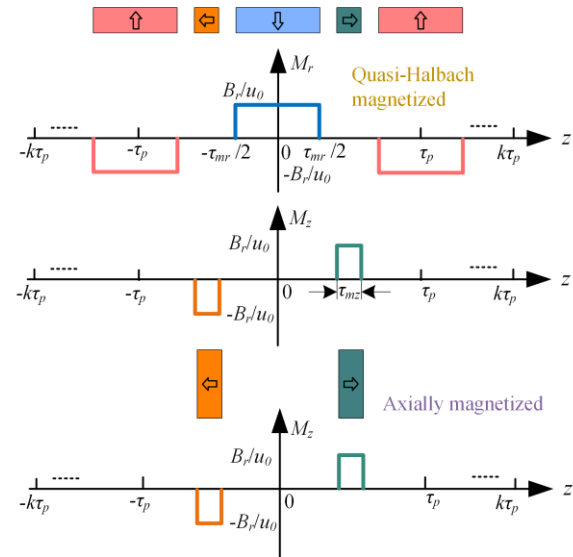 M_r
Quasi-Halbach
magnetized
B_r/u_0
-kτ_p
-τ_p
-τ_mr /2
0
τ_mr /2
-B_r/u_0
τ_p
kτ_p
z
M_z
B_r/u_0
-kτ_p
-τ_p
-B_r/u_0
0
τ_mz
τ_p
kτ_p
z
Axially magnetized
M_z
B_r/u_0
-kτ_p
-τ_p
-B_r/u_0
0
τ_p
kτ_p
z